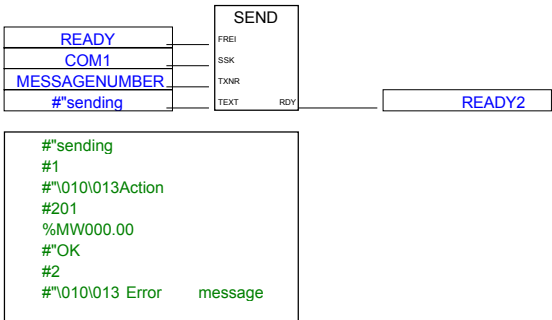 SEND
READY FREI
COM1 SSK
MESSAGENUMBER TXNR
#"sending TEXT RDY READY2
#"sending
#1
#"\010\013Action
#201
%MW000.00
#"OK
#2
#"\010\013 Error message